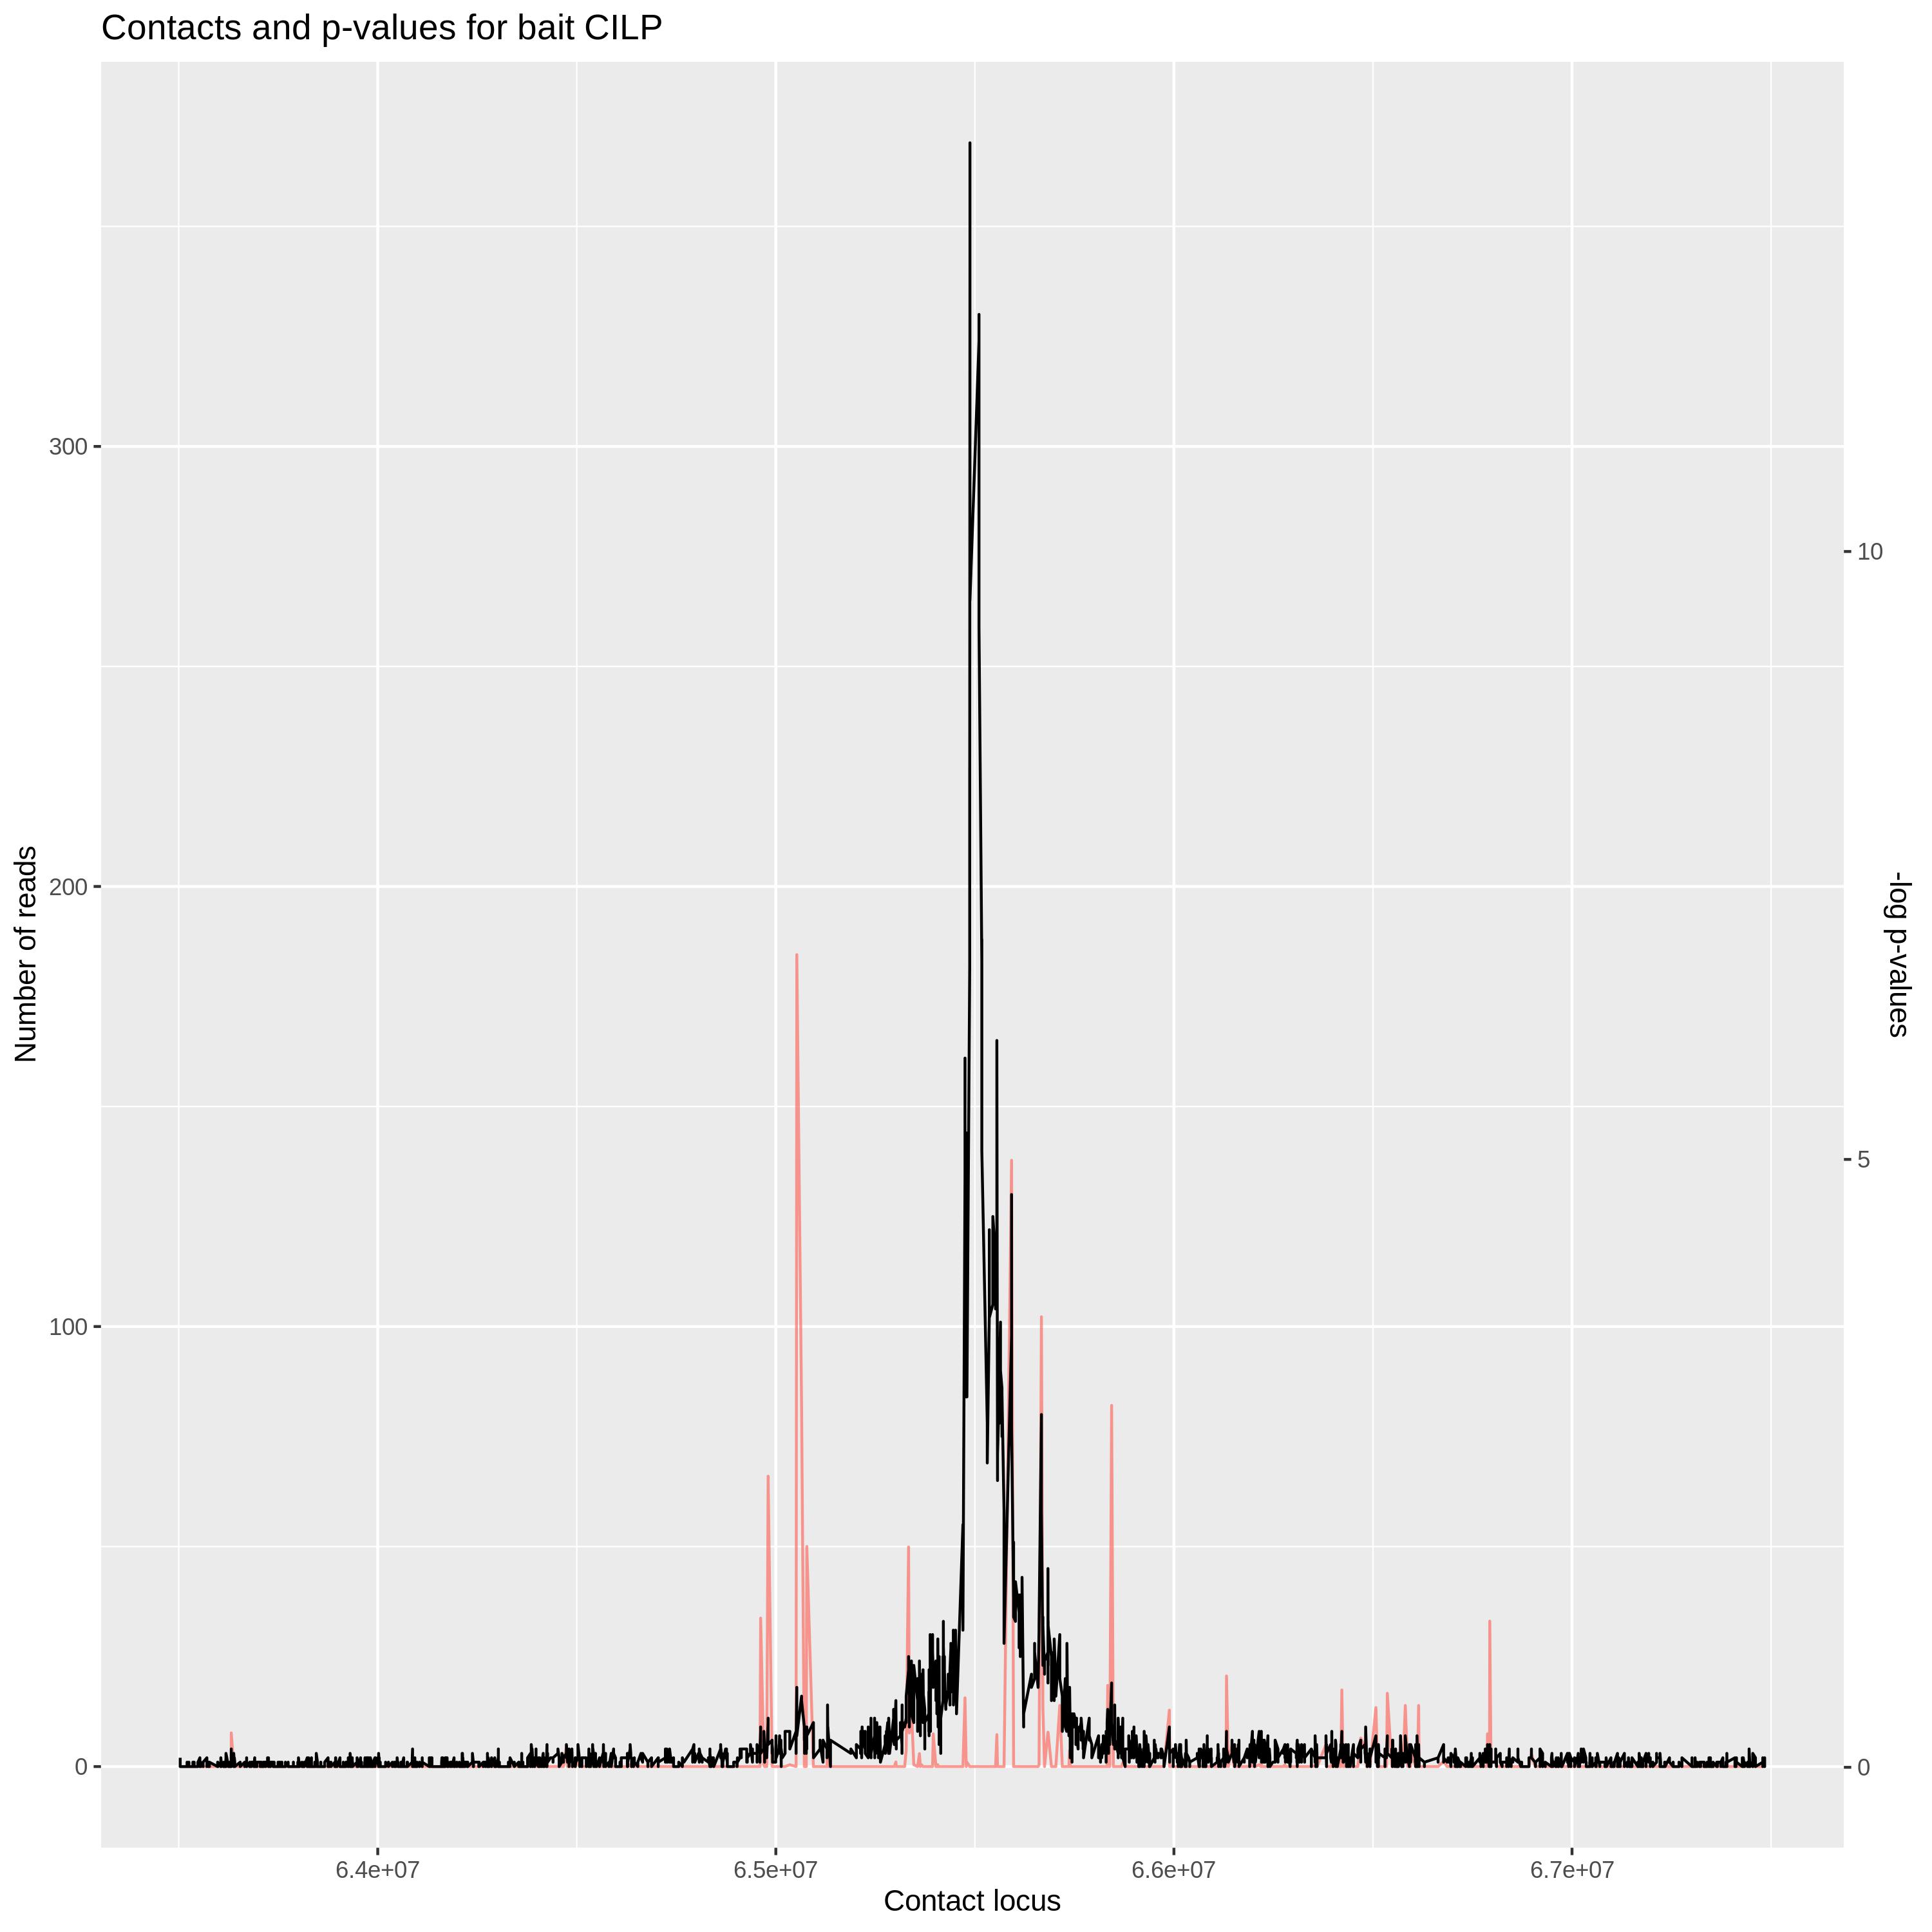 Contacts and p-values for bait CILP
Number of reads
300
200
100
0
10
5
0
-log p-values
6.4e+07
6.5e+07
6.6e+07
6.7e+07
Contact locus